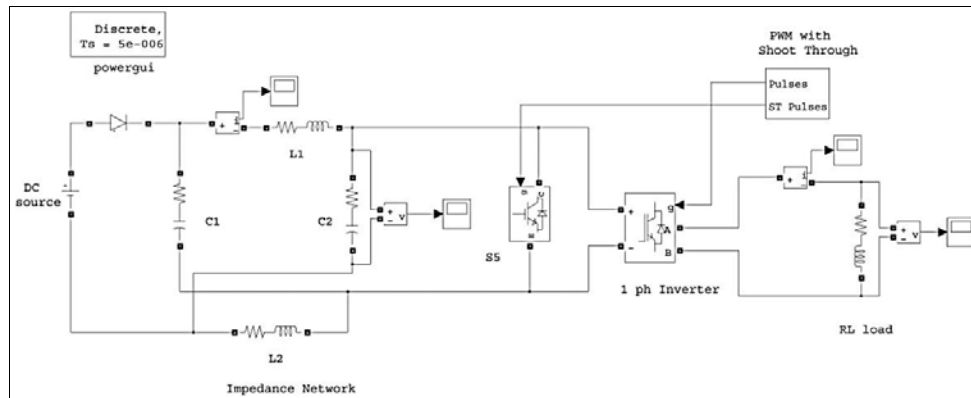 Discrete,
Ts = 5e-006
powergui
PWM with
Shoot Through
Pulses
ST Pulses
+
i
-
L1
DC
source
C1
C2
+
-
v
g
C
E
S5
+
-
g
A
B
1 ph Inverter
+
i
-
+
-
v
RL load
L2
Impedance Network